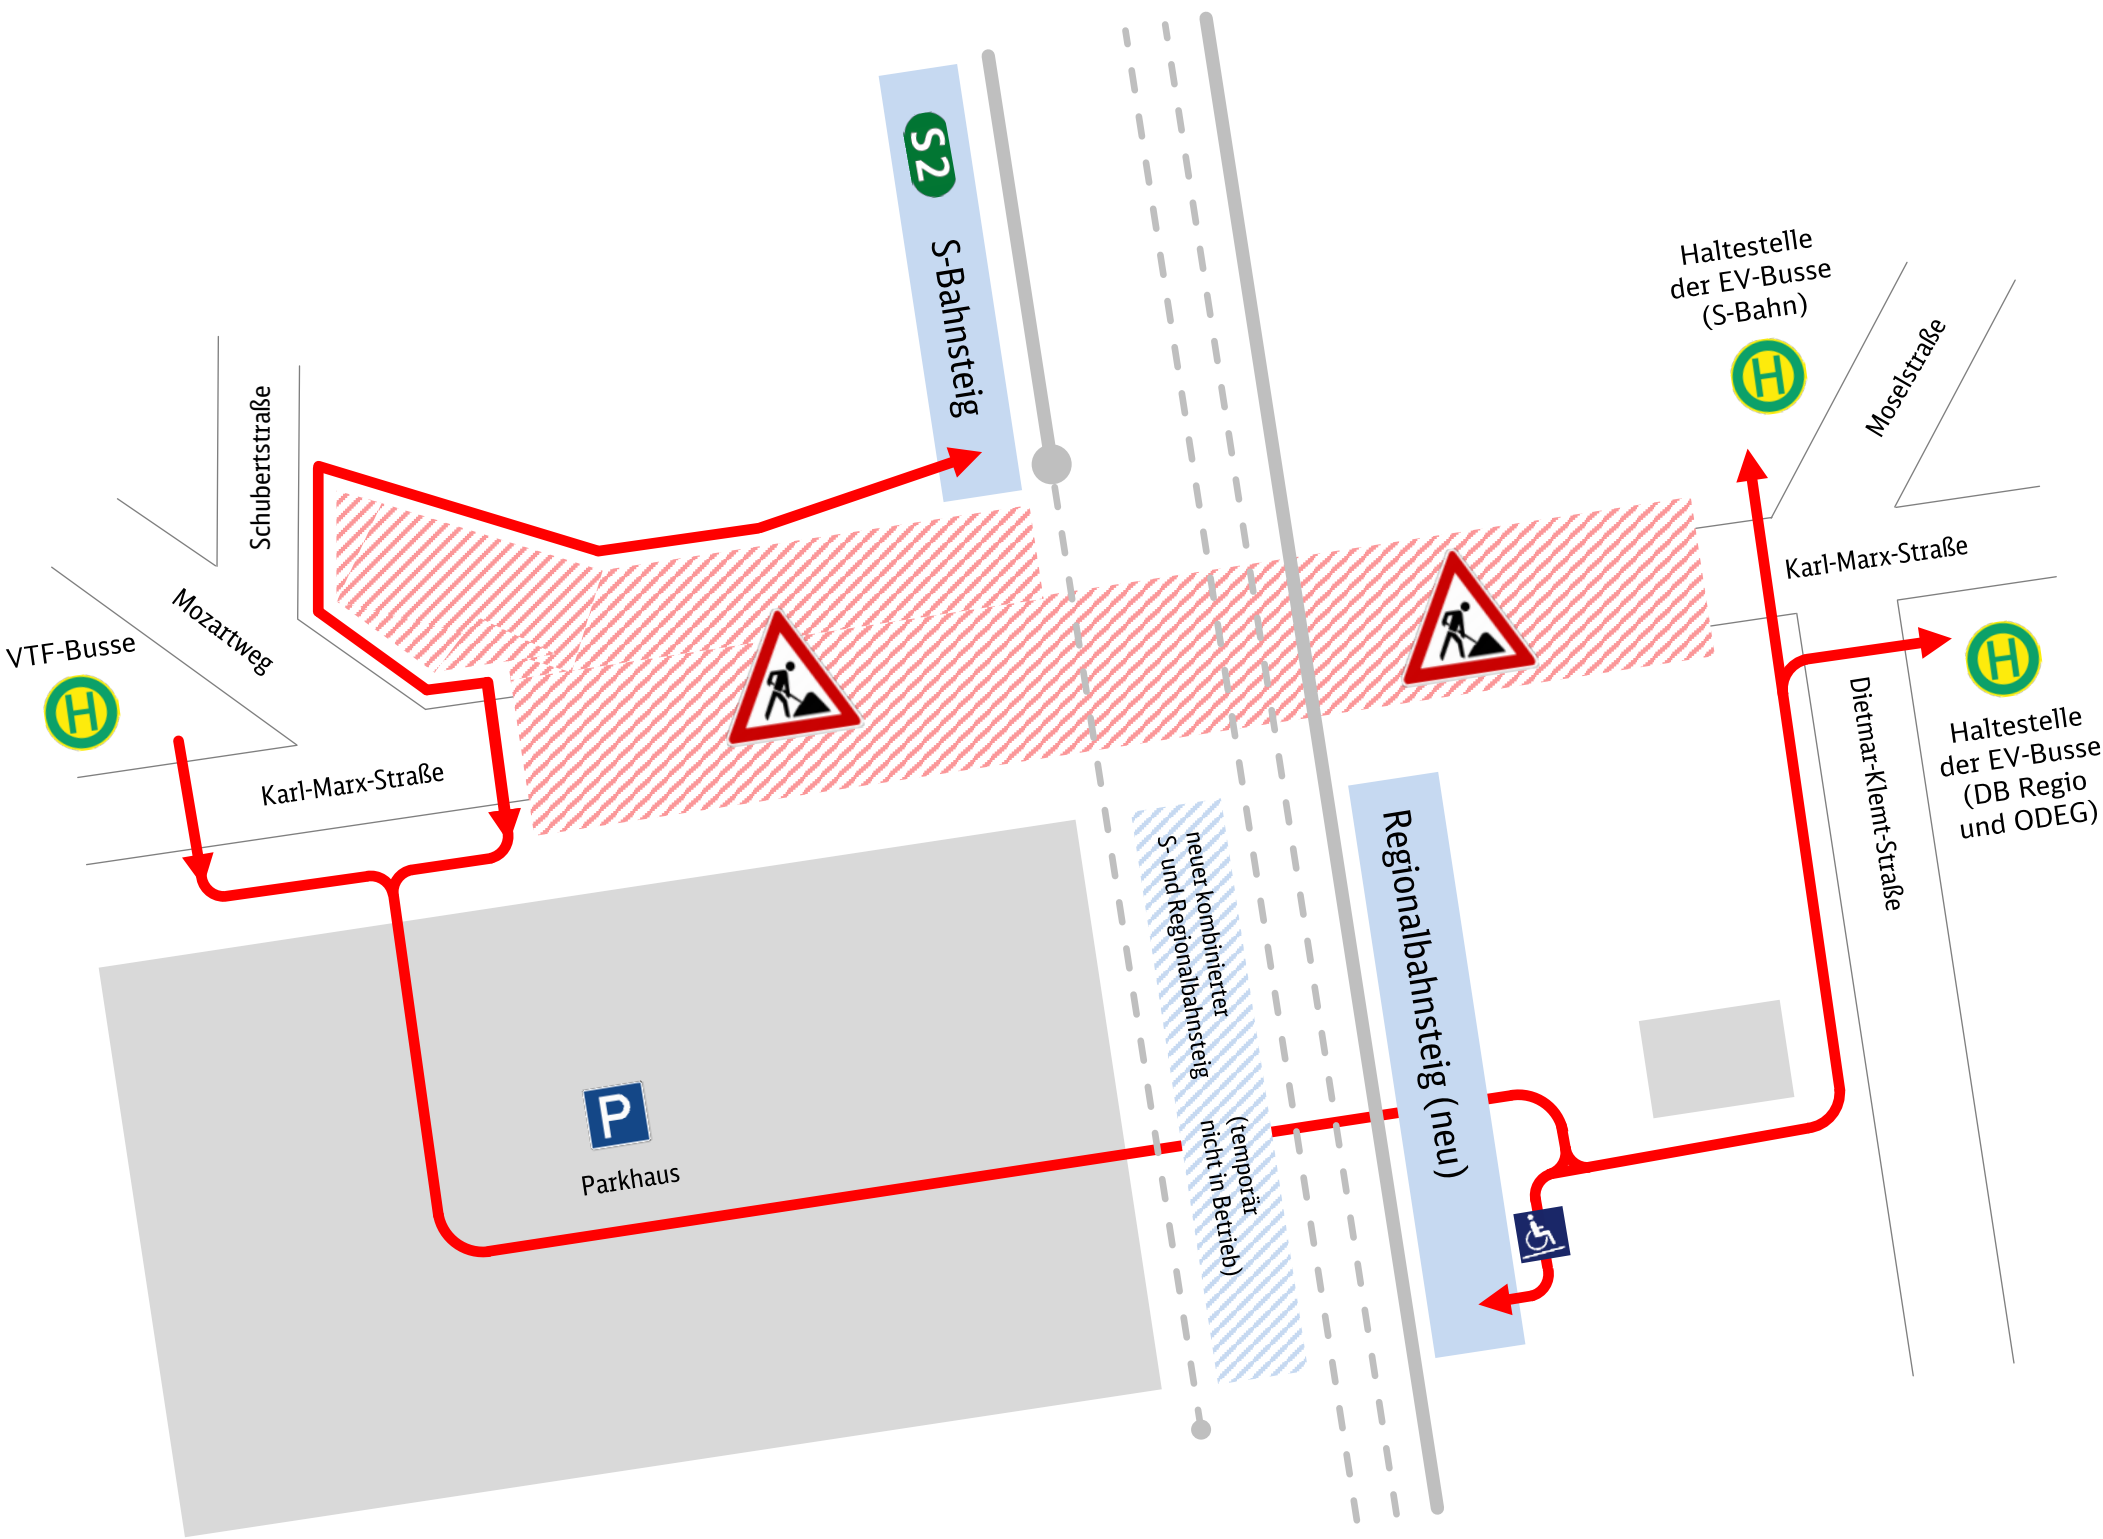 S2
S-Bahnsteig
Haltestelle
der EV-Busse
(S-Bahn)
H
Moselstraße
Schubertstraße
Karl-Marx-Straße
Mozartweg
VTF-Busse
H
H
Haltestelle
der EV-Busse
(DB Regio
und ODEG)
Dietmar-Klemt-Straße
Karl-Marx-Straße
neuer kombinierter
S- und Regionalbahnsteig
(temporär
nicht in Betrieb)
Regionalbahnsteig (neu)
P
Parkhaus